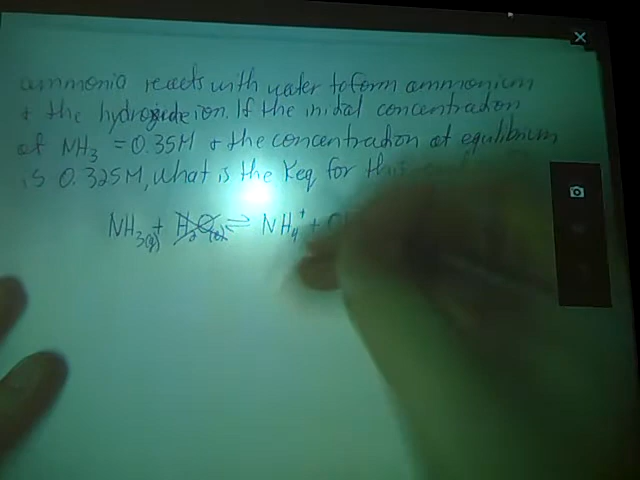 ammonia reacts with water to form ammonium
+ the hydroxide ion. If the initial concentration
of NH₃ = 0.35M + the concentration at equilibrium
is 0.325M, what is the Keq for
NH₃(g) + H₂O(l) ⇌ NH₄⁺ +